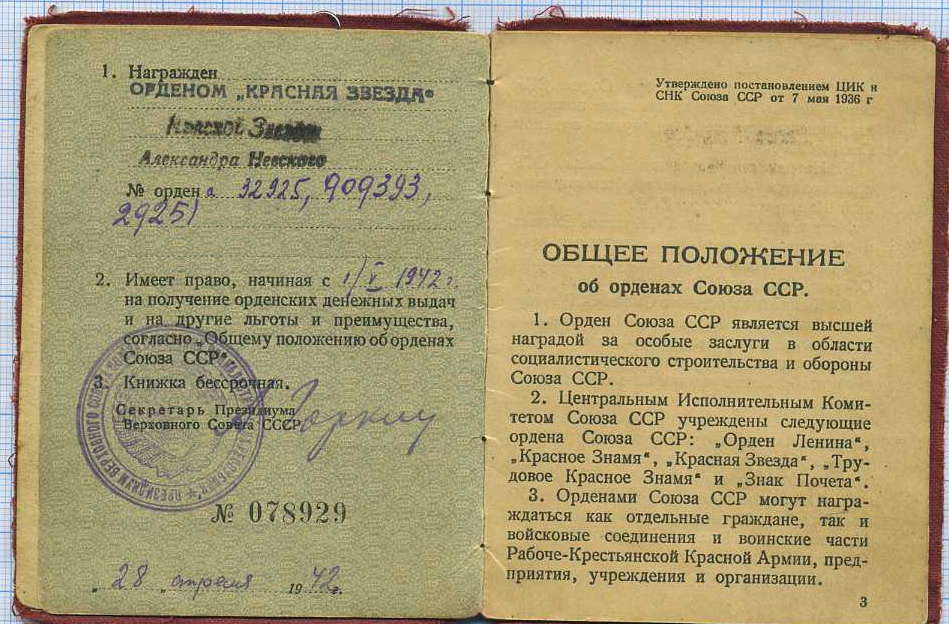 1. Награжден
ОРДЕНОМ „КРАСНАЯ ЗВЕЗДА“
Красной Звезды
Александра Невского
№ ордена 32925, 909393,
29251
2. Имеет право, начиная с 1/V 1942 г.
на получение орденских денежных выдач
и на другие льготы и преимущества,
согласно „Общему положению об орденах
Союза ССР“.
3. Книжка бессрочная.
Секретарь Президиума
Верховного Совета СССР
№ 078929
„28 апреля 1942г.
Утверждено постановлением ЦИК и
СНК Союза ССР от 7 мая 1936 г
ОБЩЕЕ ПОЛОЖЕНИЕ
об орденах Союза ССР.
1. Орден Союза ССР является высшей
наградой за особые заслуги в области
социалистического строительства и обороны
Союза ССР.
2. Центральным Исполнительным Коми-
тетом Союза ССР учреждены следующие
ордена Союза ССР: „Орден Ленина“,
„Красное Знамя“, „Красная Звезда“, „Тру-
довое Красное Знамя“ и „Знак Почета“.
3. Орденами Союза ССР могут награ-
ждаться как отдельные граждане, так и
войсковые соединения и воинские части
Рабоче-Крестьянской Красной Армии, пред-
приятия, учреждения и организации.
3